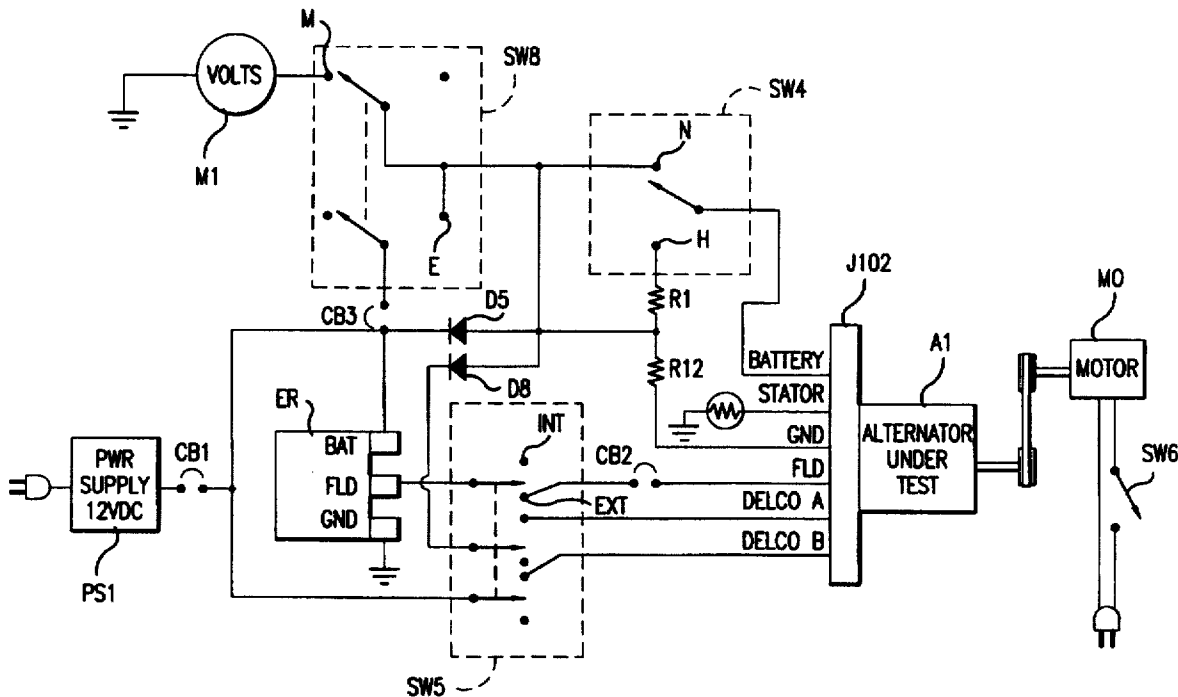 M
VOLTS
SW8
SW4
M1
N
E
H
J102
MO
D5
R1
CB3
BATTERY
A1
MOTOR
D8
R12
STATOR
ER
INT
GND
ALTERNATOR
UNDER
TEST
BAT
CB1
PWR
SUPPLY
12VDC
CB2
FLD
SW6
FLD
EXT
DELCO A
GND
DELCO B
PS1
SW5